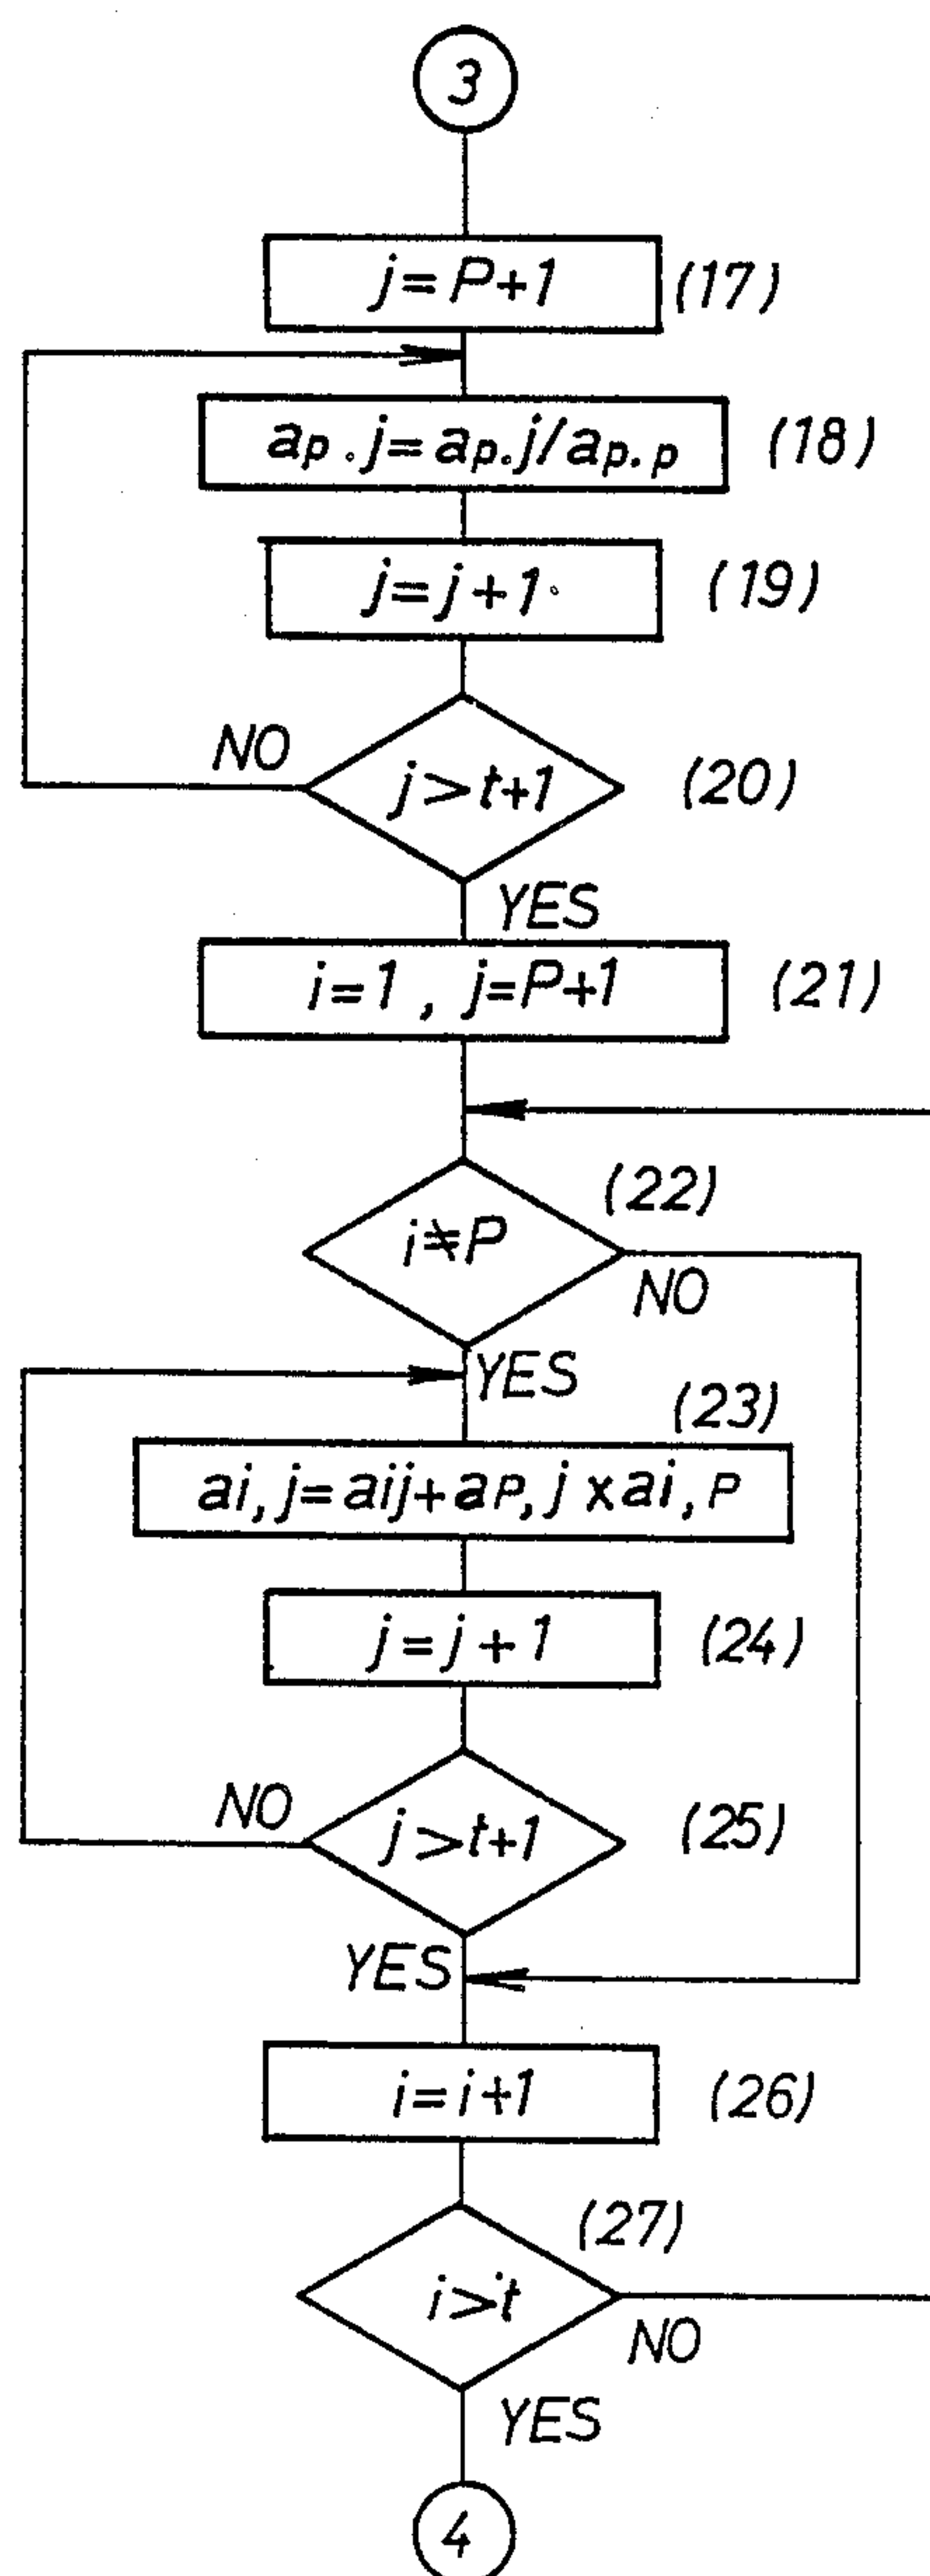 3
j=P+1 (17)
ap.j=ap.j/ap.p (18)
j=j+1 (19)
NO j>t+1 (20)
YES
i=1, j=P+1 (21)
(22)
i≠P
NO
YES
(23)
ai,j=aij+aP,j×ai,P
j=j+1 (24)
NO j>t+1 (25)
YES
i=i+1 (26)
(27)
i>t
NO
YES
4